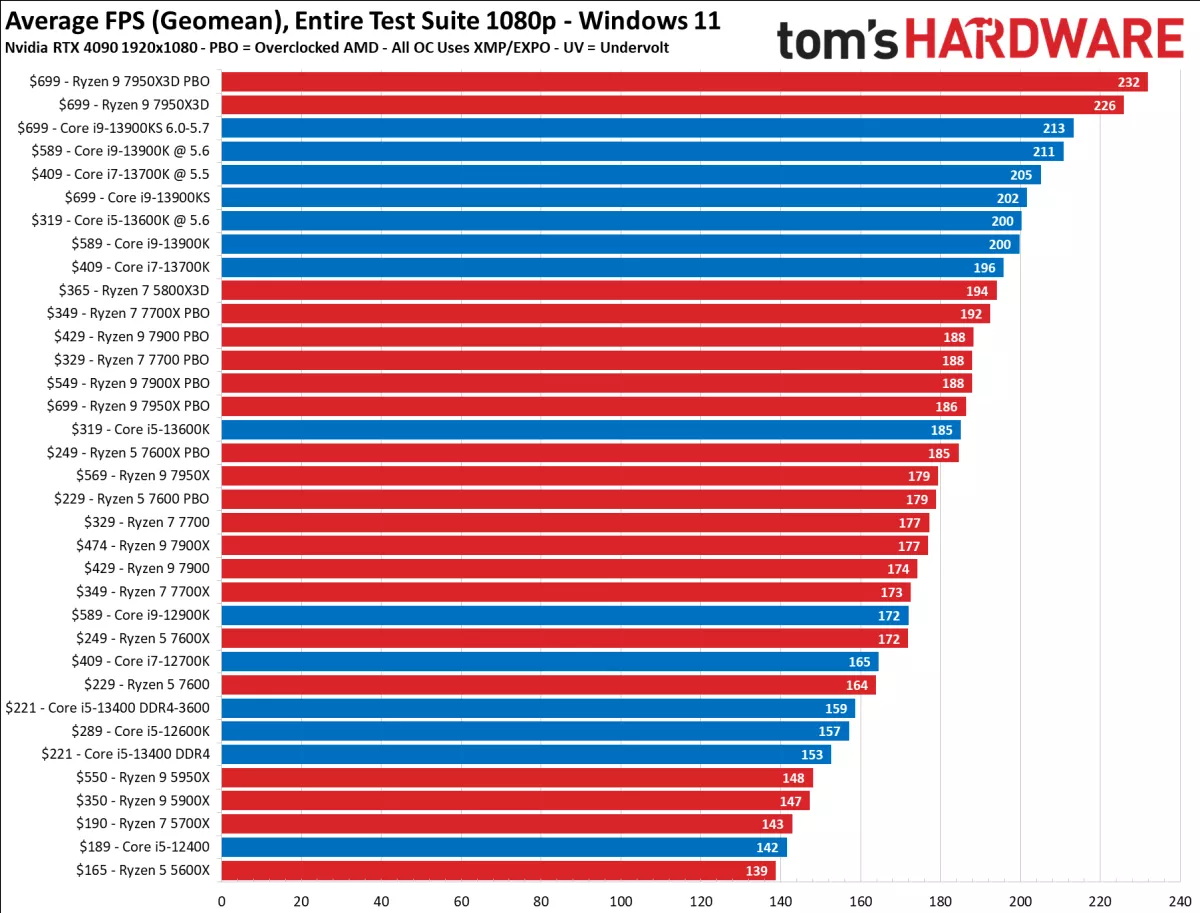 Average FPS (Geomean), Entire Test Suite 1080p - Windows 11
Nvidia RTX 4090 1920x1080 - PBO = Overclocked AMD - All OC Uses XMP/EXPO - UV = Undervolt
tom's HARDWARE
$699 - Ryzen 9 7950X3D PBO 232
$699 - Ryzen 9 7950X3D 226
$699 - Core i9-13900KS 6.0-5.7 213
$589 - Core i9-13900K @ 5.6 211
$409 - Core i7-13700K @ 5.5 205
$699 - Core i9-13900KS 202
$319 - Core i5-13600K @ 5.6 200
$589 - Core i9-13900K 200
$409 - Core i7-13700K 196
$365 - Ryzen 7 5800X3D 194
$349 - Ryzen 7 7700X PBO 192
$429 - Ryzen 9 7900 PBO 188
$329 - Ryzen 7 7700 PBO 188
$549 - Ryzen 9 7900X PBO 188
$699 - Ryzen 9 7950X PBO 186
$319 - Core i5-13600K 185
$249 - Ryzen 5 7600X PBO 185
$569 - Ryzen 9 7950X 179
$229 - Ryzen 5 7600 PBO 179
$329 - Ryzen 7 7700 177
$474 - Ryzen 9 7900X 177
$429 - Ryzen 9 7900 174
$349 - Ryzen 7 7700X 173
$589 - Core i9-12900K 172
$249 - Ryzen 5 7600X 172
$409 - Core i7-12700K 165
$229 - Ryzen 5 7600 164
$221 - Core i5-13400 DDR4-3600 159
$289 - Core i5-12600K 157
$221 - Core i5-13400 DDR4 153
$550 - Ryzen 9 5950X 148
$350 - Ryzen 9 5900X 147
$190 - Ryzen 7 5700X 143
$189 - Core i5-12400 142
$165 - Ryzen 5 5600X 139
0 20 40 60 80 100 120 140 160 180 200 220 240